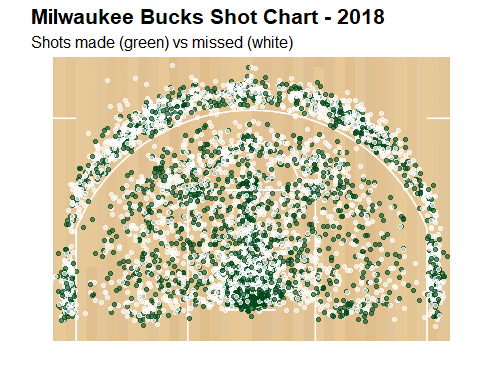 Milwaukee Bucks Shot Chart - 2018
Shots made (green) vs missed (white)